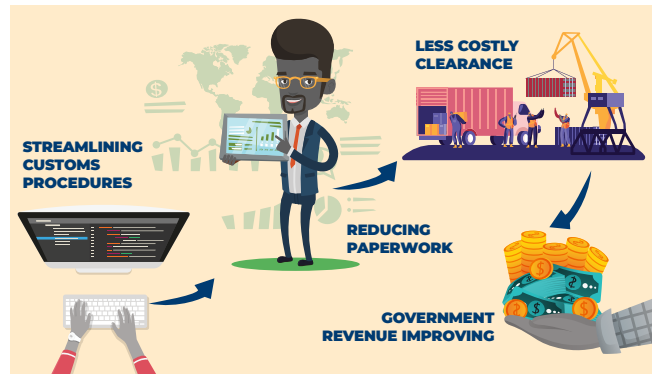 STREAMLINING
CUSTOMS
PROCEDURES
REDUCING
PAPERWORK
LESS COSTLY
CLEARANCE
GOVERNMENT
REVENUE IMPROVING